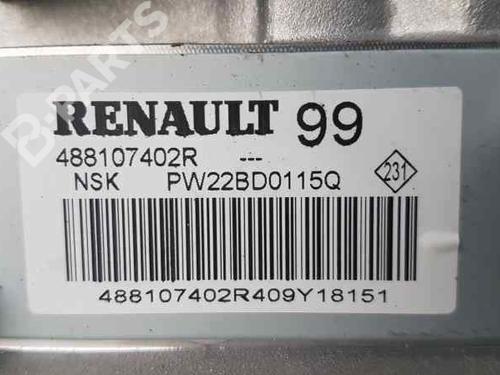 B-PARTS
RENAULT 99
488107402R ---
NSK PW22BD0115Q 231
488107402R409Y18151